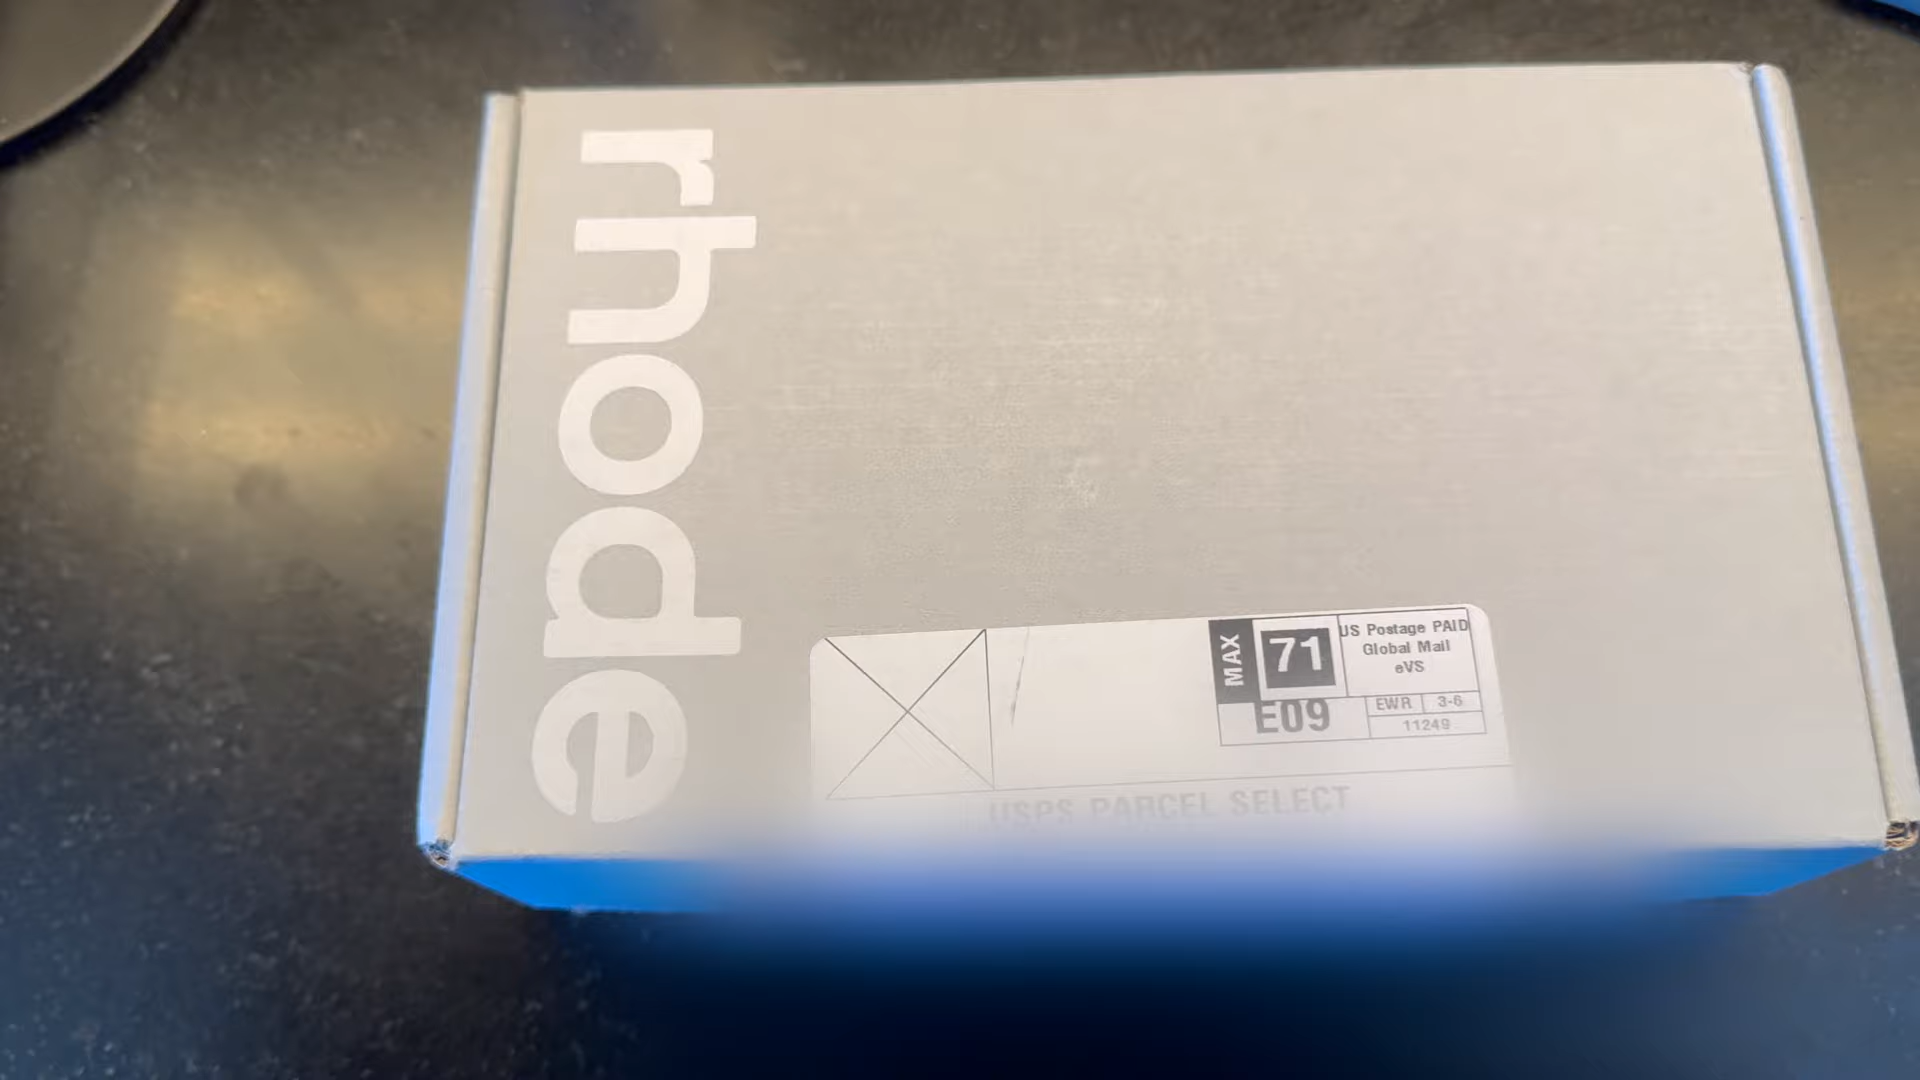 rhode
MAX
71
US Postage PAID
Global Mail
eVS
E09
EWR 3-6
11249
USPS PARCEL SELECT